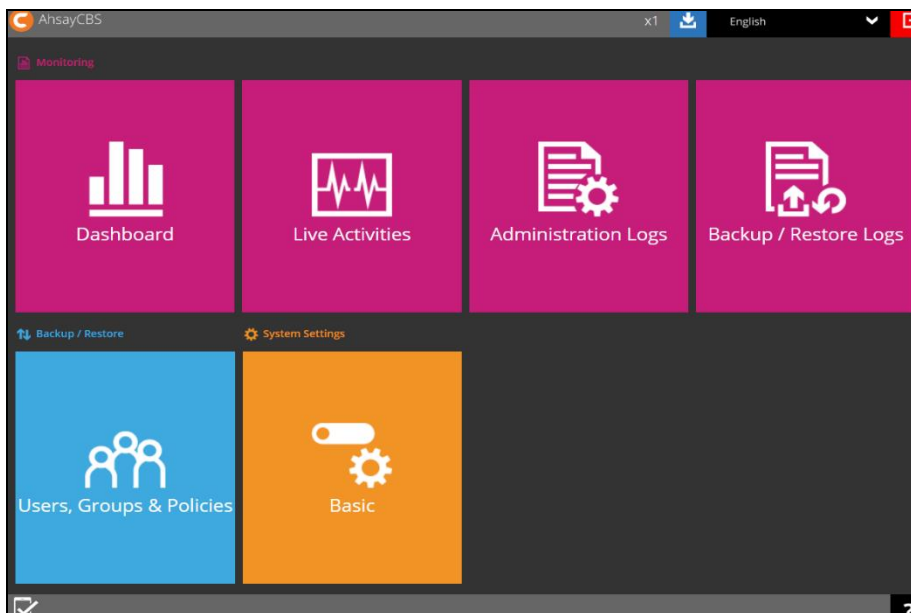 AhsayCBS
x1
English
Monitoring
Dashboard
Live Activities
Administration Logs
Backup / Restore Logs
Backup / Restore
System Settings
Users, Groups & Policies
Basic